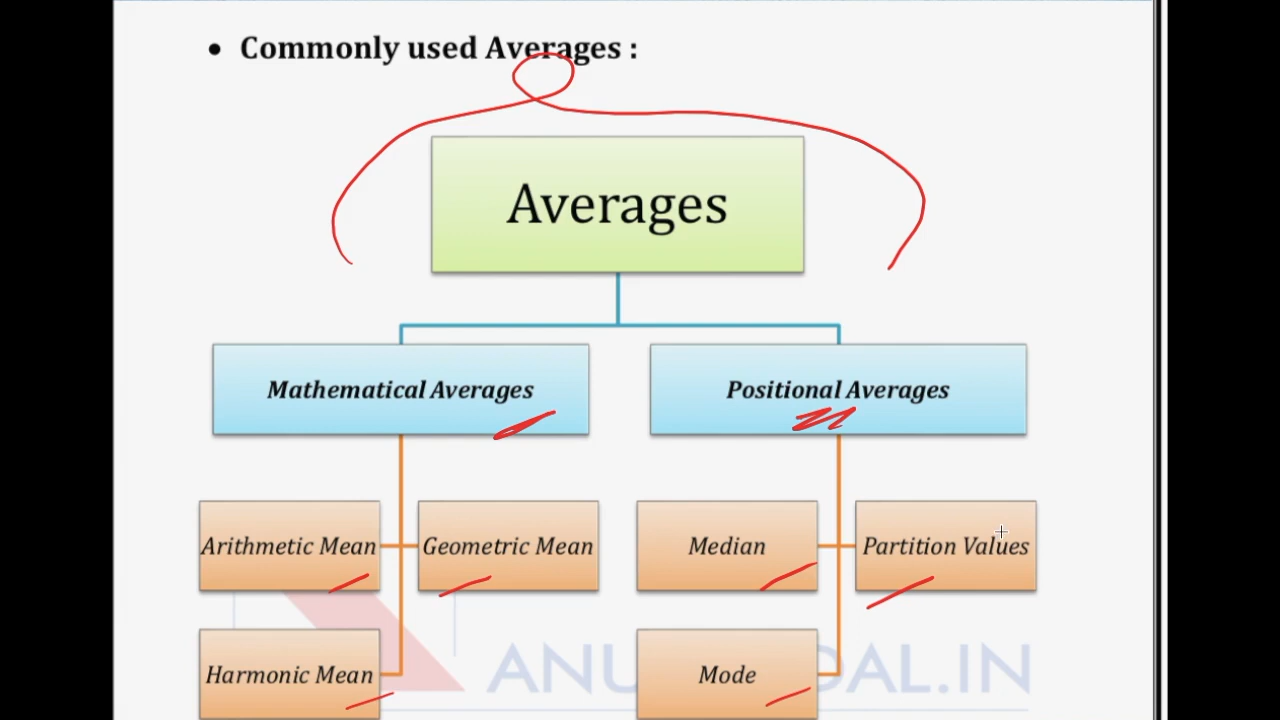 • Commonly used Averages :
Averages
Mathematical Averages
Positional Averages
Arithmetic Mean
Geometric Mean
Median
Partition Values
Harmonic Mean
Mode